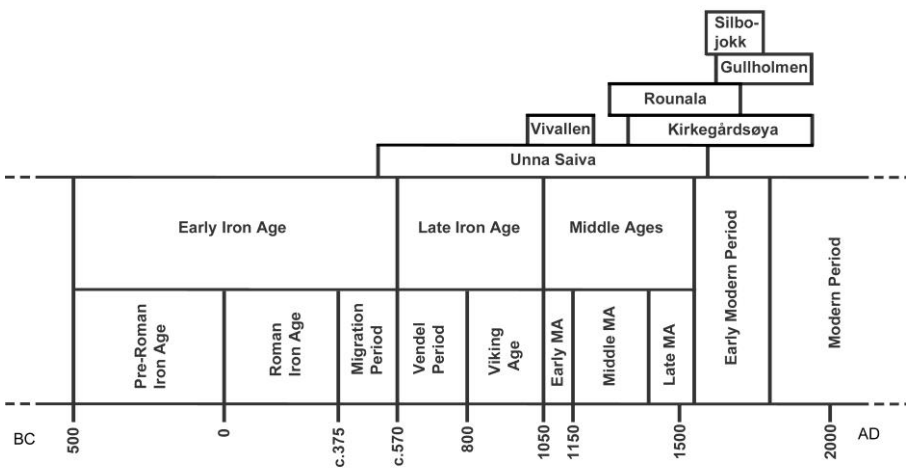 Silbo-
jokk
Gullholmen
Rounala
Vivallen
Kirkegårdsøya
Unna Saiva
Early Iron Age
Late Iron Age
Middle Ages
Early Modern Period
Modern Period
Pre-Roman
Iron Age
Roman
Iron Age
Migration
Period
Vendel
Period
Viking
Age
Early MA
Middle MA
Late MA
BC
500
0
c.375
c.570
800
1050
1150
1500
2000
AD